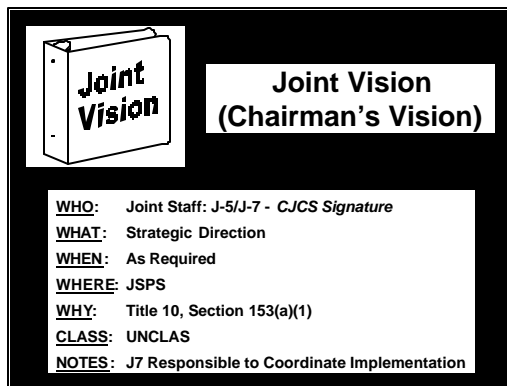 Joint
Vision
Joint Vision
(Chairman's Vision)
WHO: Joint Staff: J-5/J-7 - CJCS Signature
WHAT: Strategic Direction
WHEN: As Required
WHERE: JSPS
WHY: Title 10, Section 153(a)(1)
CLASS: UNCLAS
NOTES: J7 Responsible to Coordinate Implementation